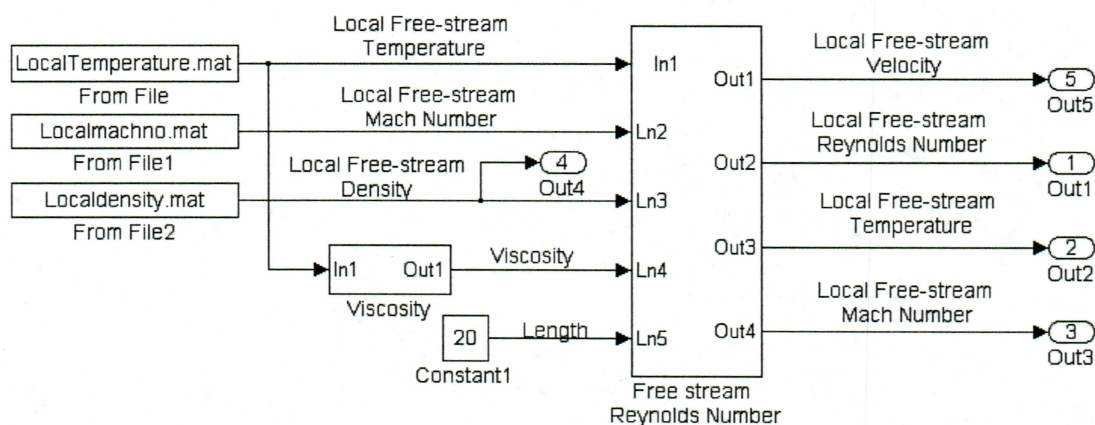 Local Free-stream
Temperature
LocalTemperature.mat
From File
Local Free-stream
Mach Number
Localmachno.mat
From File1
Local Free-stream
Density
Localdensity.mat
From File2
4
Out4
In1
Out1
Viscosity
Viscosity
20
Constant1
Length
In1
Ln2
Ln3
Ln4
Ln5
Out1
Out2
Out3
Out4
Free stream
Reynolds Number
Local Free-stream
Velocity
5
Out5
Local Free-stream
Reynolds Number
1
Out1
Local Free-stream
Temperature
2
Out2
Local Free-stream
Mach Number
3
Out3